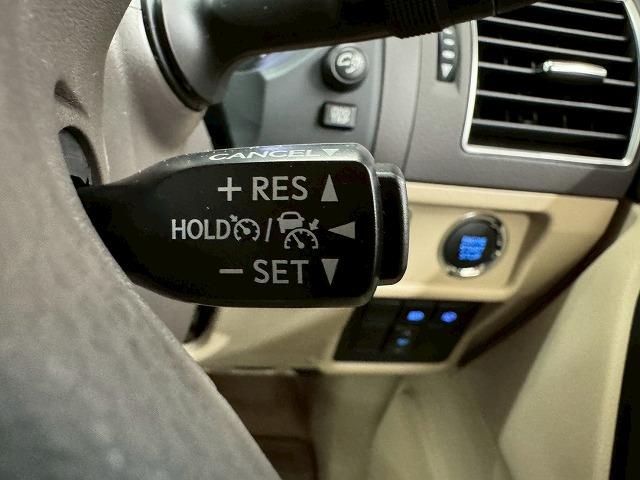 CANCEL
+ RES
HOLD /
− SET